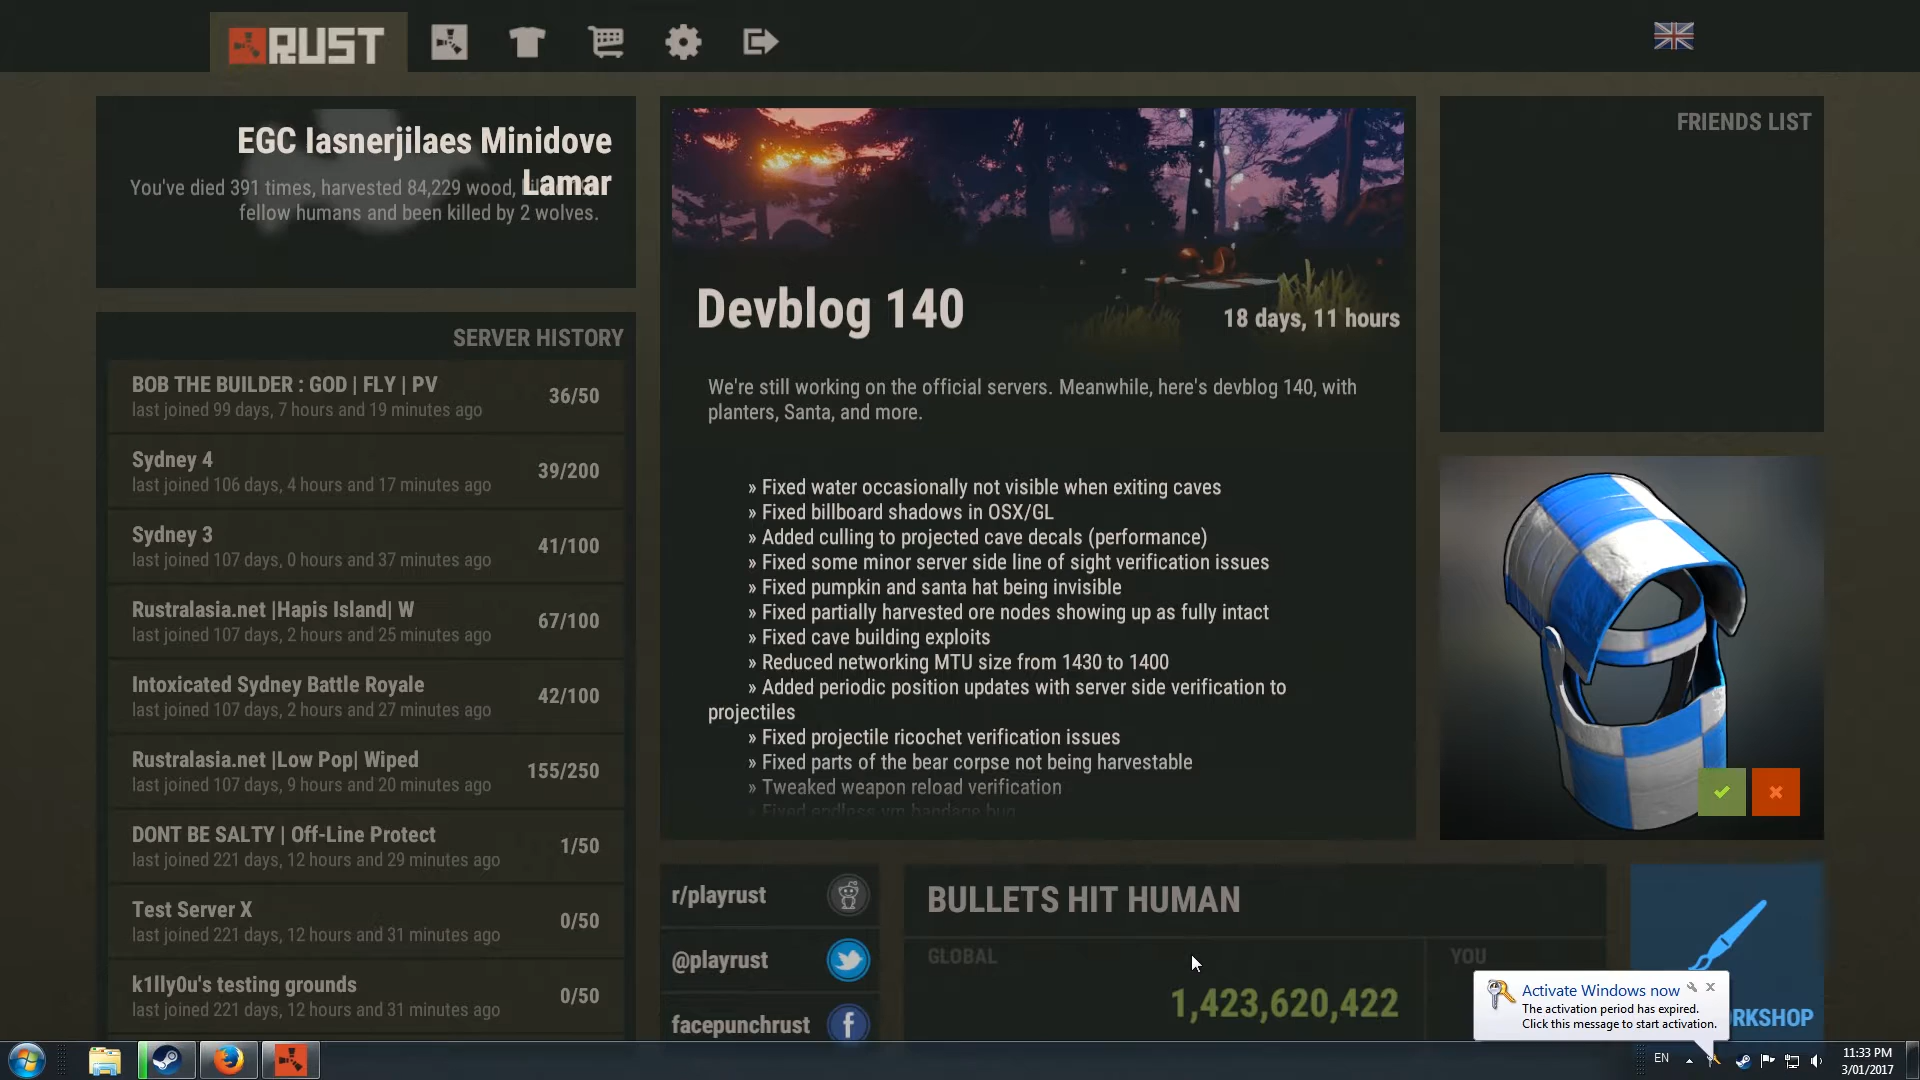 RUST
EGC Iasnerjilaes Minidove
Lamar
You've died 391 times, harvested 84,229 wood,
fellow humans and been killed by 2 wolves.
SERVER HISTORY
BOB THE BUILDER : GOD | FLY | PV
36/50
last joined 99 days, 7 hours and 19 minutes ago
Sydney 4
39/200
last joined 106 days, 4 hours and 17 minutes ago
Sydney 3
41/100
last joined 107 days, 0 hours and 37 minutes ago
Rustralasia.net |Hapis Island| W
67/100
last joined 107 days, 2 hours and 25 minutes ago
Intoxicated Sydney Battle Royale
42/100
last joined 107 days, 2 hours and 27 minutes ago
Rustralasia.net |Low Pop| Wiped
155/250
last joined 107 days, 9 hours and 20 minutes ago
DONT BE SALTY | Off-Line Protect
1/50
last joined 221 days, 12 hours and 29 minutes ago
Test Server X
0/50
last joined 221 days, 12 hours and 31 minutes ago
k1lly0u's testing grounds
0/50
last joined 221 days, 12 hours and 31 minutes ago
Devblog 140
18 days, 11 hours
We're still working on the official servers. Meanwhile, here's devblog 140, with
planters, Santa, and more.
» Fixed water occasionally not visible when exiting caves
» Fixed billboard shadows in OSX/GL
» Added culling to projected cave decals (performance)
» Fixed some minor server side line of sight verification issues
» Fixed pumpkin and santa hat being invisible
» Fixed partially harvested ore nodes showing up as fully intact
» Fixed cave building exploits
» Reduced networking MTU size from 1430 to 1400
» Added periodic position updates with server side verification to
projectiles
» Fixed projectile ricochet verification issues
» Fixed parts of the bear corpse not being harvestable
» Tweaked weapon reload verification
» Fixed endless vm bandage bug
r/playrust
@playrust
facepunchrust
BULLETS HIT HUMAN
GLOBAL
YOU
1,423,620,422
FRIENDS LIST
ORKSHOP
Activate Windows now
The activation period has expired.
Click this message to start activation.
EN
11:33 PM
3/01/2017